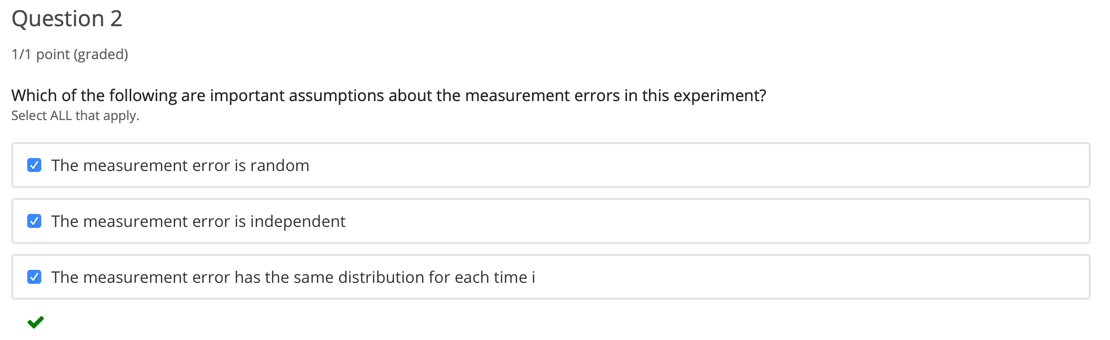 Question 2
1/1 point (graded)
Which of the following are important assumptions about the measurement errors in this experiment?
Select ALL that apply.
The measurement error is random
The measurement error is independent
The measurement error has the same distribution for each time i